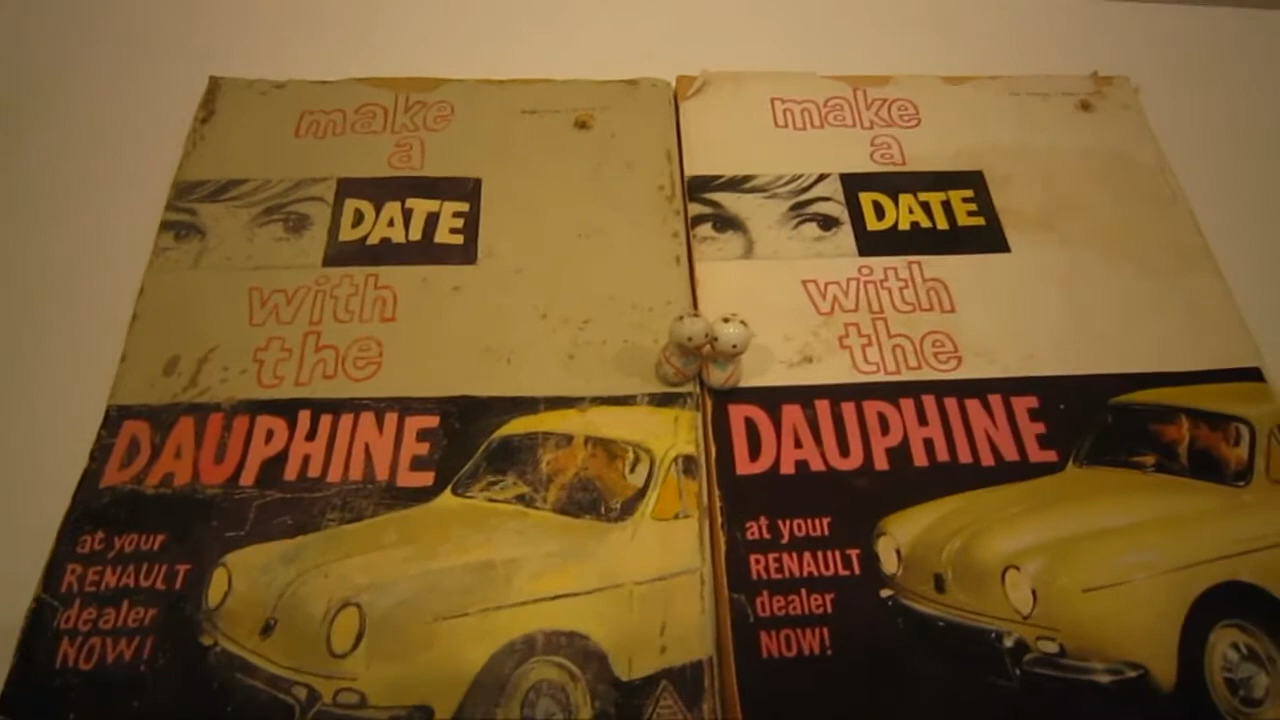 make
a
DATE
with
the
DAUPHINE
at your
RENAULT
dealer
NOW!
make
a
DATE
with
the
DAUPHINE
at your
RENAULT
dealer
NOW!